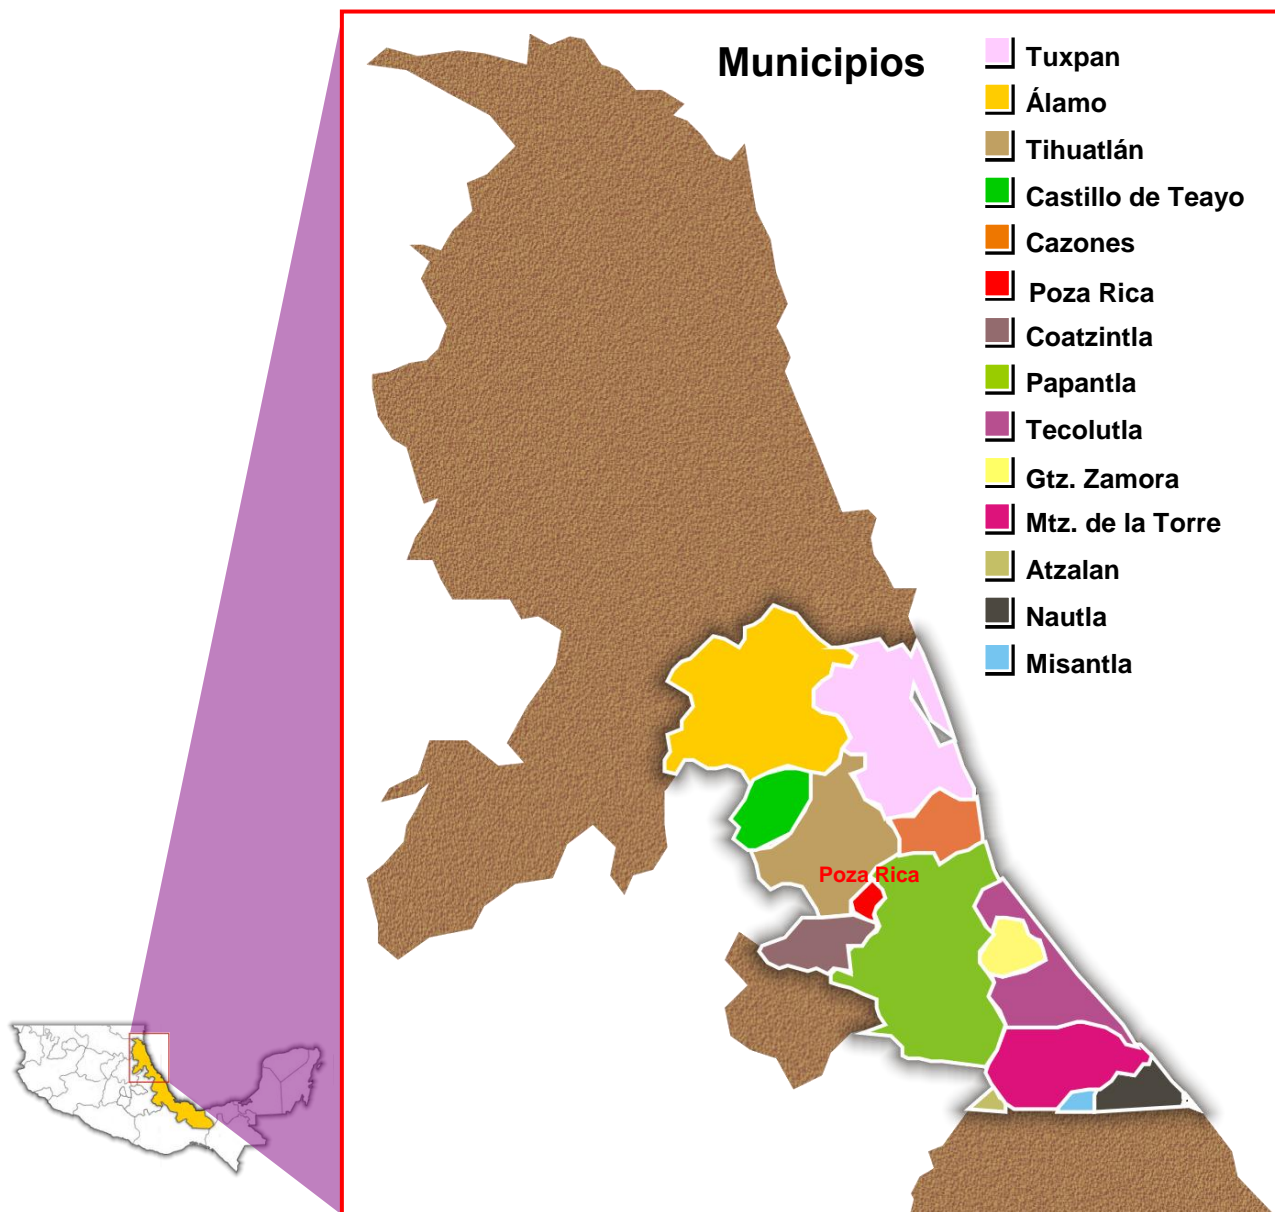 Municipios
Tuxpan
Álamo
Tihuatlán
Castillo de Teayo
Cazones
Poza Rica
Coatzintla
Papantla
Tecolutla
Gtz. Zamora
Mtz. de la Torre
Atzalan
Nautla
Misantla
Poza Rica